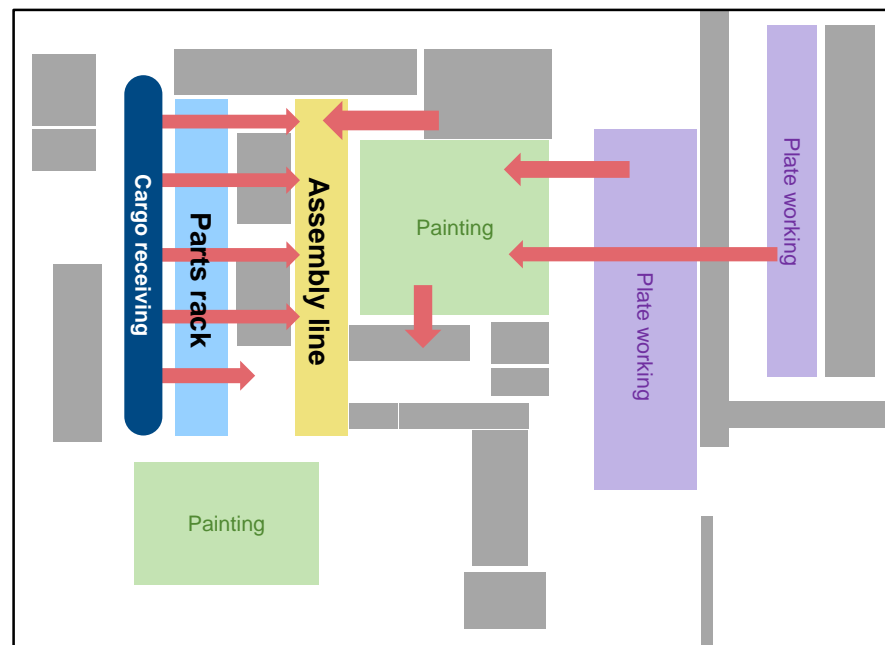 Cargo receiving
Parts rack
Assembly line
Painting
Plate working
Plate working
Painting